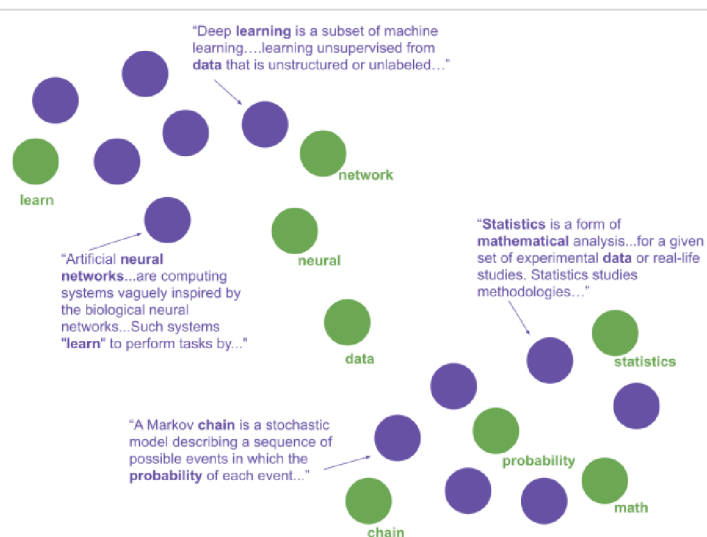 “Deep learning is a subset of machine
learning….learning unsupervised from
data that is unstructured or unlabeled…”
network
learn
“Statistics is a form of
mathematical analysis...for a given
set of experimental data or real-life
studies. Statistics studies
methodologies…”
“Artificial neural
networks...are computing
systems vaguely inspired by
the biological neural
networks...Such systems
"learn" to perform tasks by..."
neural
data
statistics
“A Markov chain is a stochastic
model describing a sequence of
possible events in which the
probability of each event...”
probability
math
chain